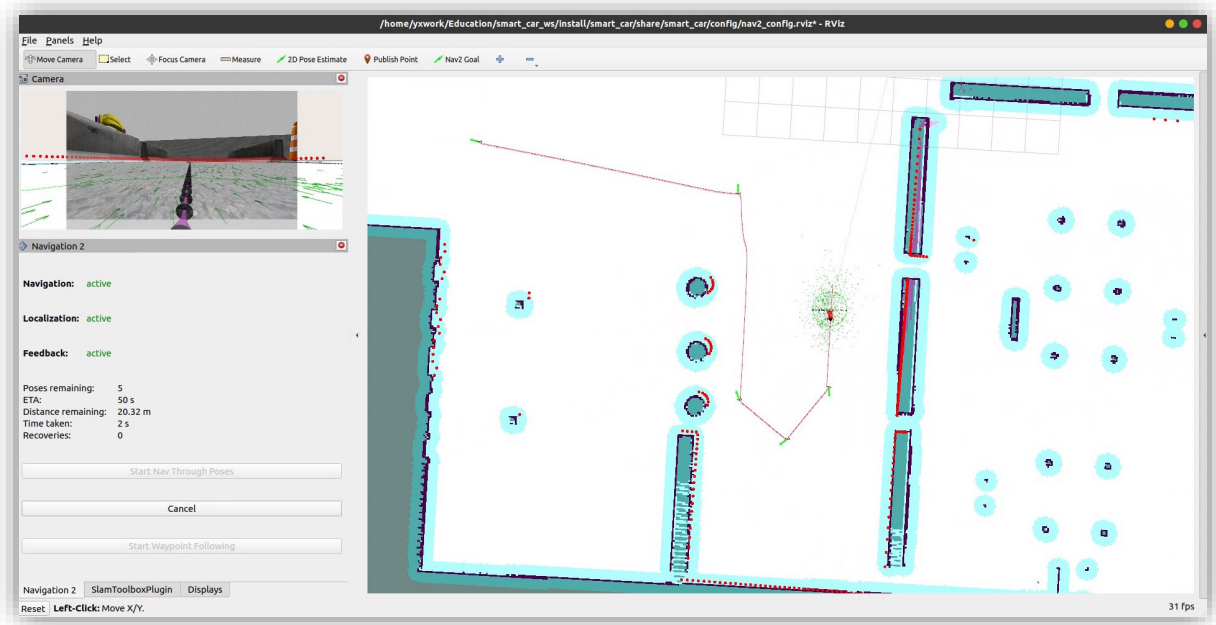 /home/yxwork/Education/smart_car_ws/install/smart_car/share/smart_car/config/nav2_config.rviz* - RViz
File Panels Help
Move Camera Select Focus Camera Measure 2D Pose Estimate Publish Point Nav2 Goal
Camera
Navigation 2
Navigation: active
Localization: active
Feedback: active
Poses remaining: 5
ETA: 50 s
Distance remaining: 20.32 m
Time taken: 2 s
Recoveries: 0
Start Nav Through Poses
Cancel
Start Waypoint Following
Navigation 2 SlamToolboxPlugin Displays
Reset Left-Click: Move X/Y. 31 fps